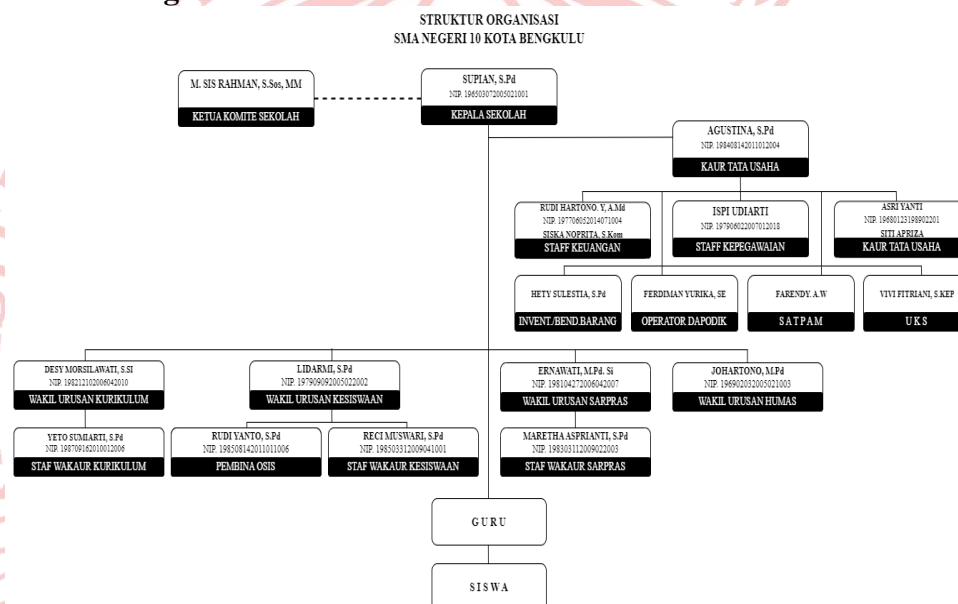 STRUKTUR ORGANISASI
SMA NEGERI 10 KOTA BENGKULU
M. SIS RAHMAN, S.Sos, MM
KETUA KOMITE SEKOLAH
SUPIAN, S.Pd
NIP. 196503072005021001
KEPALA SEKOLAH
AGUSTINA, S.Pd
NIP. 198408142011012004
KAUR TATA USAHA
RUDI HARTONO. Y, A.Md
NIP. 197706052014071004
SISKA NOPRITA, S.Kom
STAFF KEUANGAN
ISPI UDIARTI
NIP. 197906022007012018
STAFF KEPEGAWAIAN
ASRI YANTI
NIP. 19680123198902201
SITI APRIZA
KAUR TATA USAHA
HETY SULESTIA, S.Pd
INVENT./BEND.BARANG
FERDIMAN YURIKA, SE
OPERATOR DAPODIK
FARENDY. A.W
S A T P A M
VIVI FITRIANI, S.KEP
U K S
DESY MORSILAWATI, S.SI
NIP. 198212102006042010
WAKIL URUSAN KURIKULUM
LIDARMI, S.Pd
NIP. 197909092005022002
WAKIL URUSAN KESISWAAN
ERNAWATI, M.Pd. Si
NIP. 198104272006042007
WAKIL URUSAN SARPRAS
JOHARTONO, M.Pd
NIP. 196902032005021003
WAKIL URUSAN HUMAS
YETO SUMIARTI, S.Pd
NIP. 198709162010012006
STAF WAKAUR KURIKULUM
RUDI YANTO, S.Pd
NIP. 198508142011011006
PEMBINA OSIS
RECI MUSWARI, S.Pd
NIP. 198503312009041001
STAF WAKAUR KESISWAAN
MARETHA ASPRIANTI, S.Pd
NIP. 198303112009022003
STAF WAKAUR SARPRAS
G U R U
S I S W A